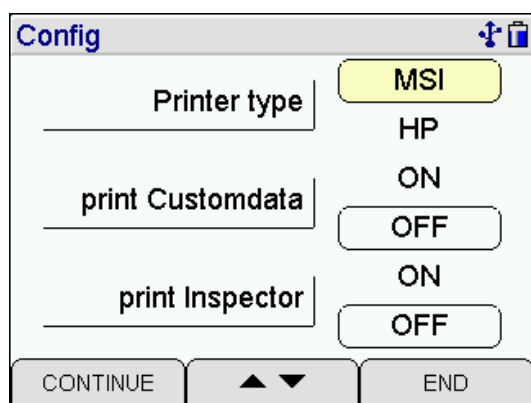 Config
Printer type
MSI
HP
print Customdata
ON
OFF
print Inspector
ON
OFF
CONTINUE
END